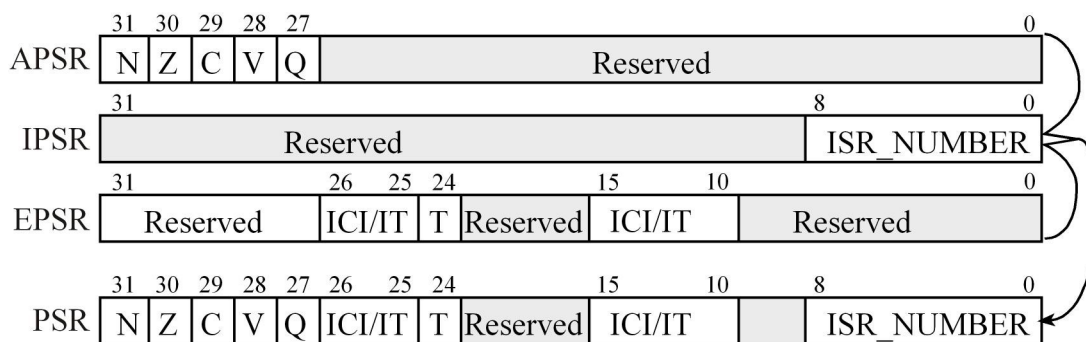 31 30 29 28 27 0
APSR N Z C V Q Reserved
31 8 0
IPSR Reserved ISR_NUMBER
31 26 25 24 15 10 0
EPSR Reserved ICI/IT T Reserved ICI/IT Reserved
31 30 29 28 27 26 25 24 15 10 8 0
PSR N Z C V Q ICI/IT T Reserved ICI/IT ISR_NUMBER